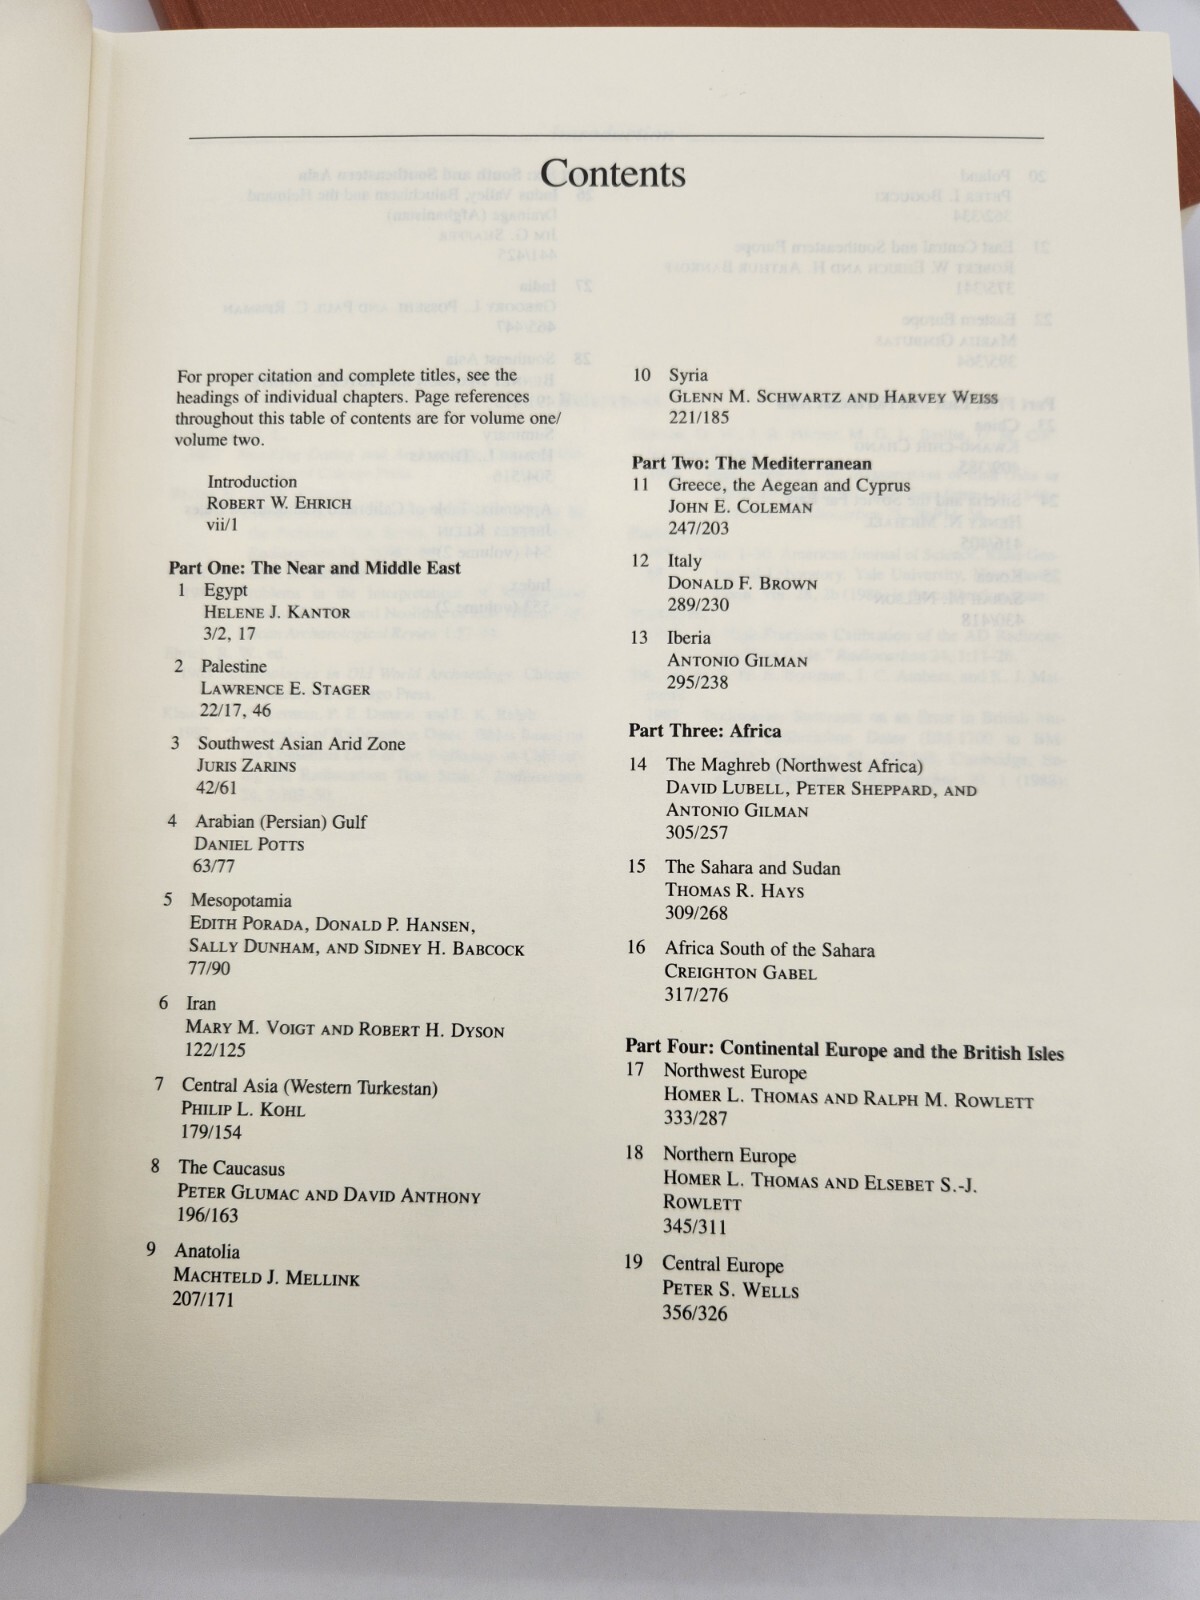 Contents
For proper citation and complete titles, see the
headings of individual chapters. Page references
throughout this table of contents are for volume one/
volume two.
Introduction
ROBERT W. EHRICH
vii/1
Part One: The Near and Middle East
1 Egypt
HELENE J. KANTOR
3/2, 17
2 Palestine
LAWRENCE E. STAGER
22/17, 46
3 Southwest Asian Arid Zone
JURIS ZARINS
42/61
4 Arabian (Persian) Gulf
DANIEL POTTS
63/77
5 Mesopotamia
EDITH PORADA, DONALD P. HANSEN,
SALLY DUNHAM, AND SIDNEY H. BABCOCK
77/90
6 Iran
MARY M. VOIGT AND ROBERT H. DYSON
122/125
7 Central Asia (Western Turkestan)
PHILIP L. KOHL
179/154
8 The Caucasus
PETER GLUMAC AND DAVID ANTHONY
196/163
9 Anatolia
MACHTELD J. MELLINK
207/171
10 Syria
GLENN M. SCHWARTZ AND HARVEY WEISS
221/185
Part Two: The Mediterranean
11 Greece, the Aegean and Cyprus
JOHN E. COLEMAN
247/203
12 Italy
DONALD F. BROWN
289/230
13 Iberia
ANTONIO GILMAN
295/238
Part Three: Africa
14 The Maghreb (Northwest Africa)
DAVID LUBELL, PETER SHEPPARD, AND
ANTONIO GILMAN
305/257
15 The Sahara and Sudan
THOMAS R. HAYS
309/268
16 Africa South of the Sahara
CREIGHTON GABEL
317/276
Part Four: Continental Europe and the British Isles
17 Northwest Europe
HOMER L. THOMAS AND RALPH M. ROWLETT
333/287
18 Northern Europe
HOMER L. THOMAS AND ELSEBET S.-J.
ROWLETT
345/311
19 Central Europe
PETER S. WELLS
356/326